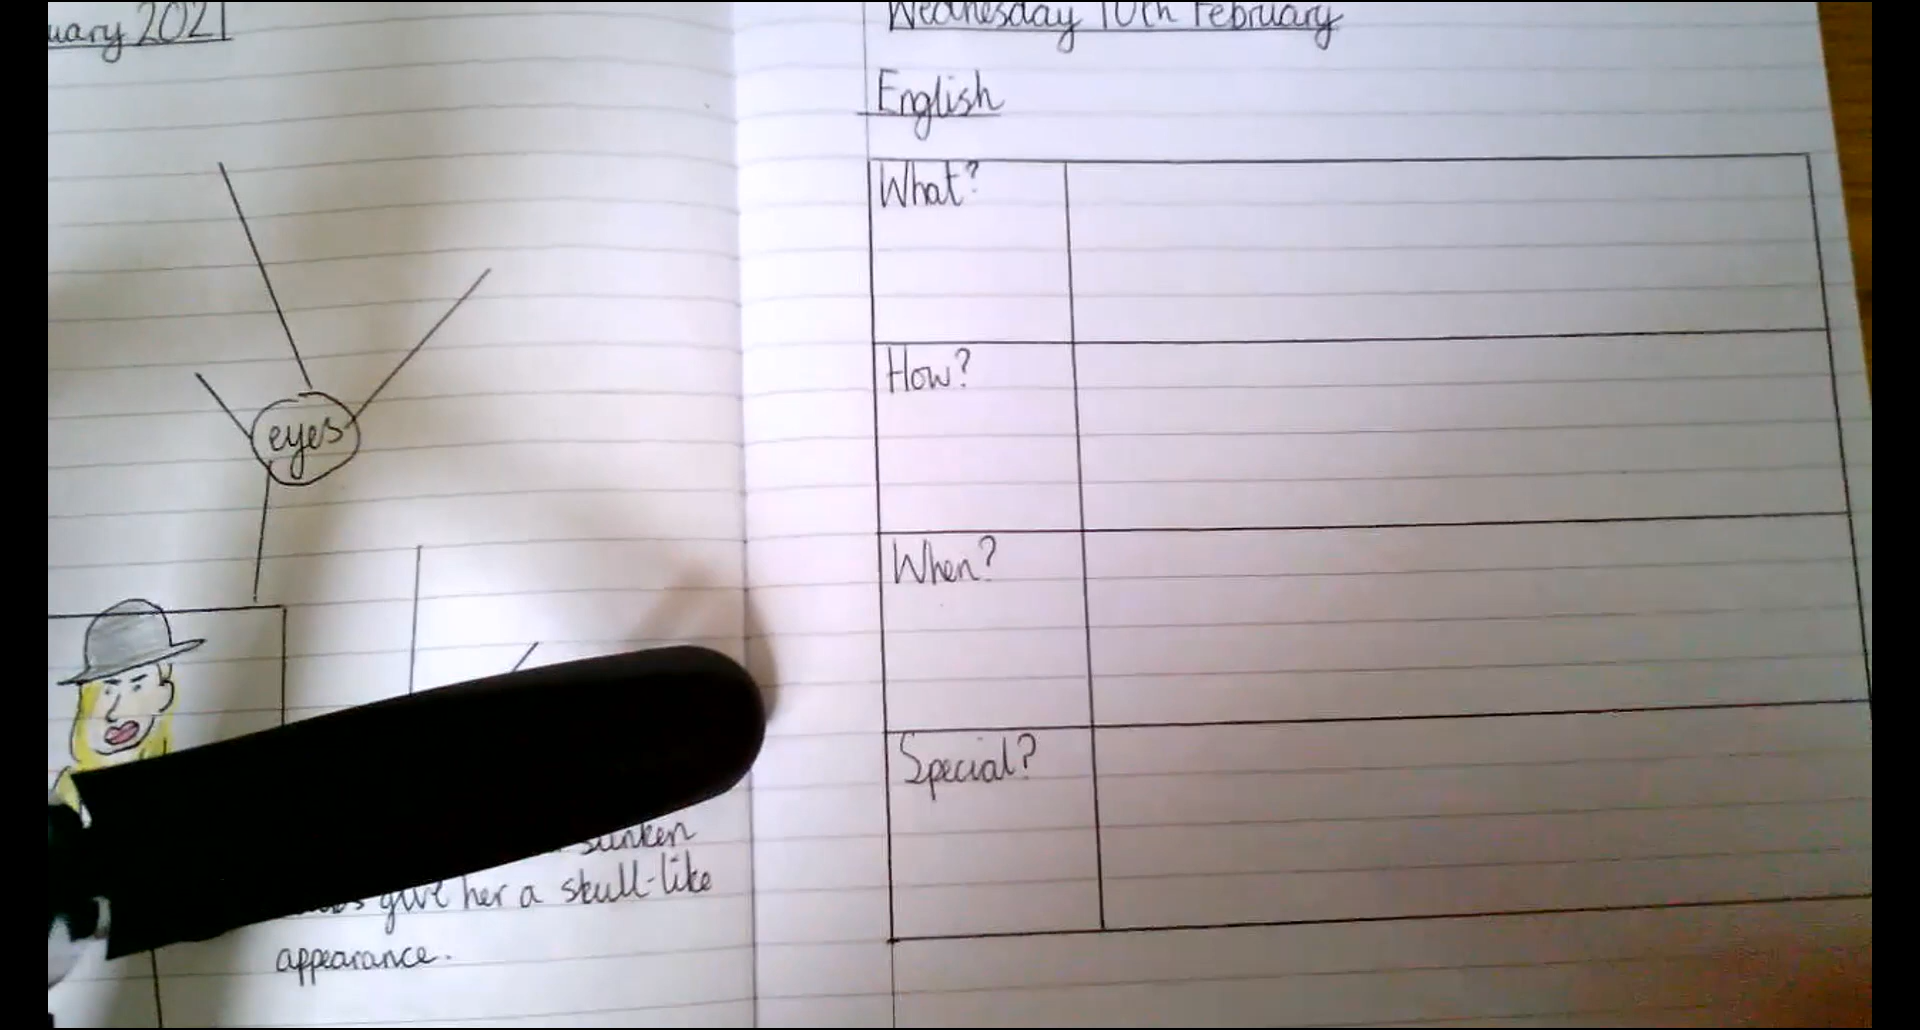 uary 2021
eyes
sunken
give her a skull-like
appearance.
Wednesday 10th February
English
What?
How?
When?
Special?